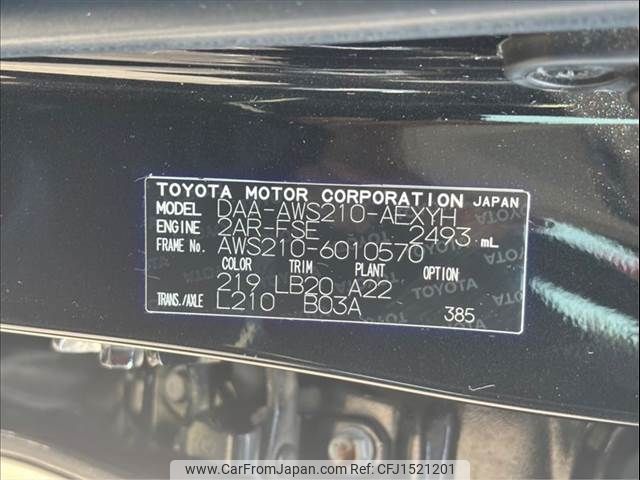 TOYOTA MOTOR CORPORATION JAPAN
MODEL DAA-AWS210-AEXYH
ENGINE 2AR-FSE 2493 mL
FRAME No. AWS210-6010570
COLOR TRIM PLANT OPTION
219 LB20 A22
TRANS./AXLE L210 B03A
385
www.CarFromJapan.com | Ref No. CFJ1521201